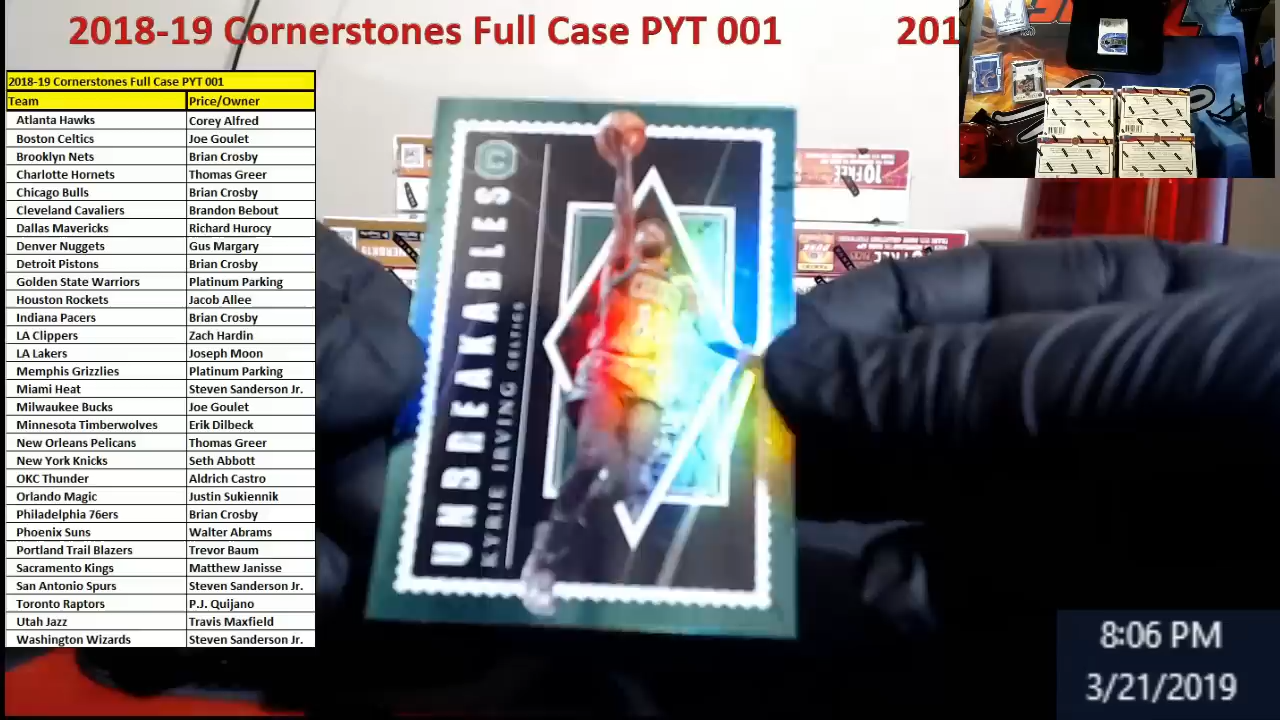 2018-19 Cornerstones Full Case PYT 001 201
2018-19 Cornerstones Full Case PYT 001
Team Price/Owner
Atlanta Hawks Corey Alfred
Boston Celtics Joe Goulet
Brooklyn Nets Brian Crosby
Charlotte Hornets Thomas Greer
Chicago Bulls Brian Crosby
Cleveland Cavaliers Brandon Bebout
Dallas Mavericks Richard Hurocy
Denver Nuggets Gus Margary
Detroit Pistons Brian Crosby
Golden State Warriors Platinum Parking
Houston Rockets Jacob Allee
Indiana Pacers Brian Crosby
LA Clippers Zach Hardin
LA Lakers Joseph Moon
Memphis Grizzlies Platinum Parking
Miami Heat Steven Sanderson Jr.
Milwaukee Bucks Joe Goulet
Minnesota Timberwolves Erik Dilbeck
New Orleans Pelicans Thomas Greer
New York Knicks Seth Abbott
OKC Thunder Aldrich Castro
Orlando Magic Justin Sukiennik
Philadelphia 76ers Brian Crosby
Phoenix Suns Walter Abrams
Portland Trail Blazers Trevor Baum
Sacramento Kings Matthew Janisse
San Antonio Spurs Steven Sanderson Jr.
Toronto Raptors P.J. Quijano
Utah Jazz Travis Maxfield
Washington Wizards Steven Sanderson Jr.
C
UNBREAKABLES
KYRIE IRVING CELTICS
10 FREE
8:06 PM
3/21/2019